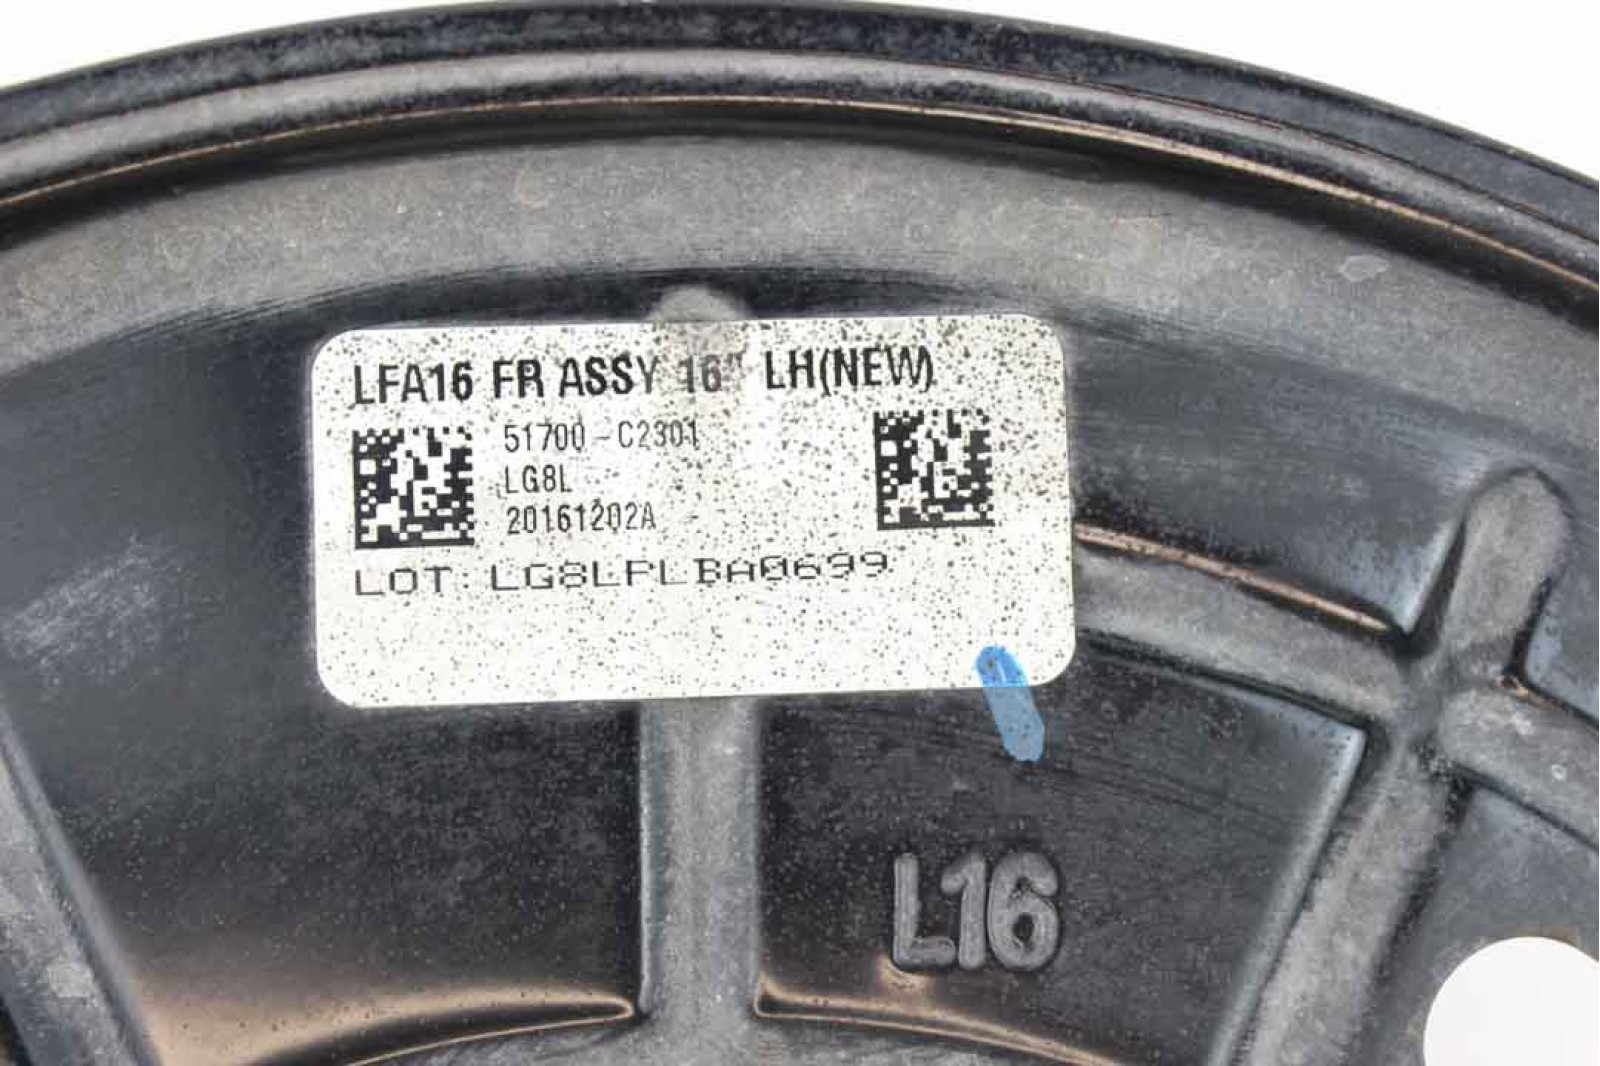 LFA16 FR ASSY 16" LH(NEW)
51700-C2301
LG8L
20161202A
LOT: LG8LPLBA0699
L16